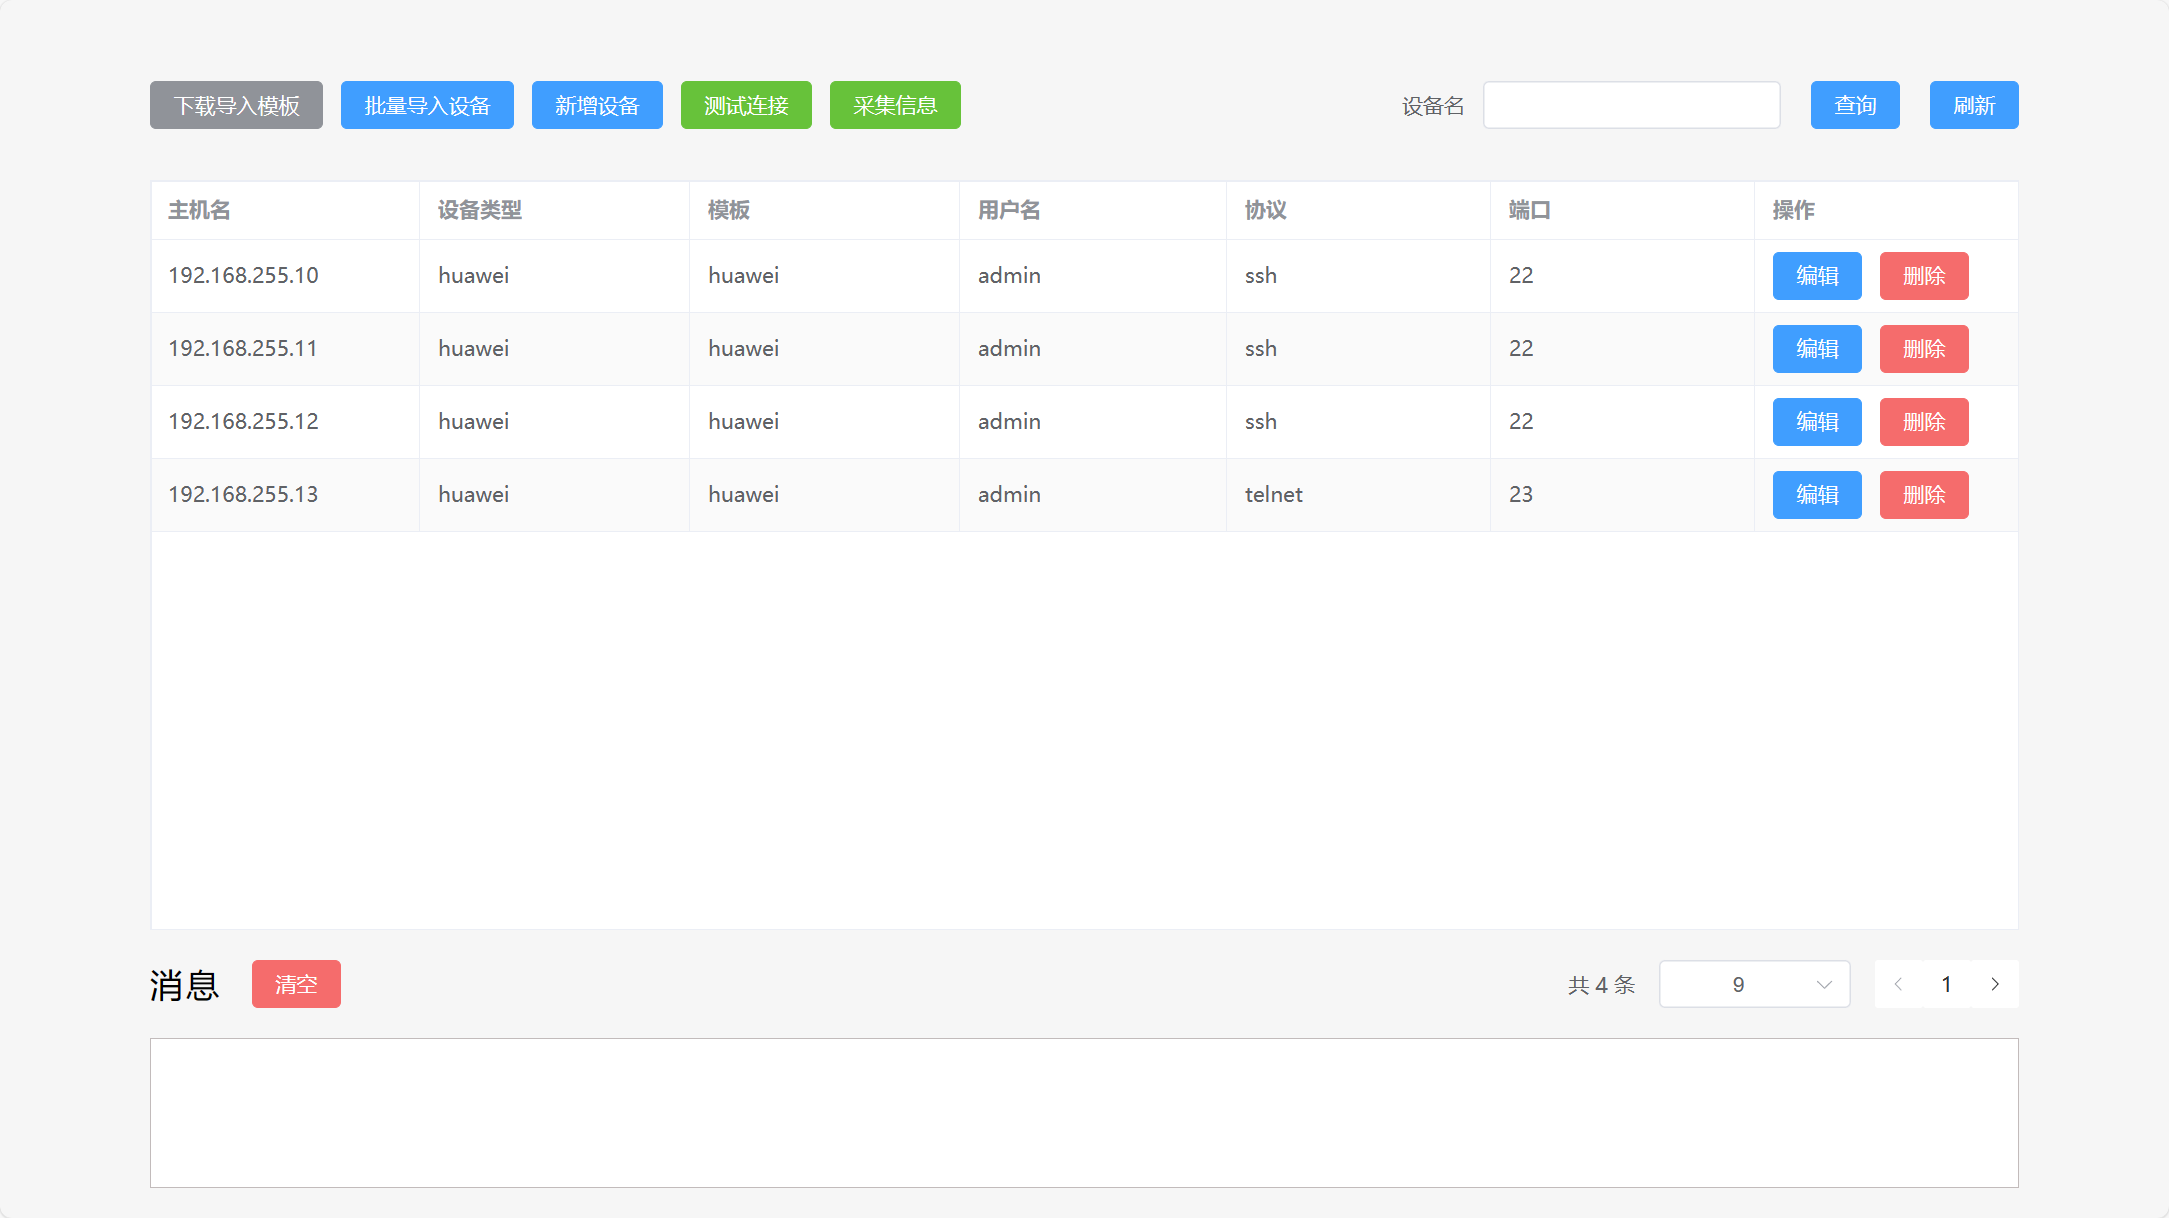 下载导入模板 批量导入设备 新增设备 测试连接 采集信息 设备名 查询 刷新
主机名 设备类型 模板 用户名 协议 端口 操作
192.168.255.10 huawei huawei admin ssh 22 编辑 删除
192.168.255.11 huawei huawei admin ssh 22 编辑 删除
192.168.255.12 huawei huawei admin ssh 22 编辑 删除
192.168.255.13 huawei huawei admin telnet 23 编辑 删除
消息 清空 共 4 条 9 1